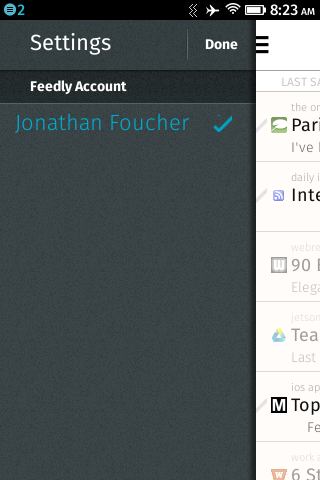 2
8:23 AM
Settings
Done
Feedly Account
Jonathan Foucher
LAST SA
the or
Pari
I've
daily i
Inte
webre
90
Elega
jetson
Tea
Last
ios ap
M Top
Fe
work a
6 St